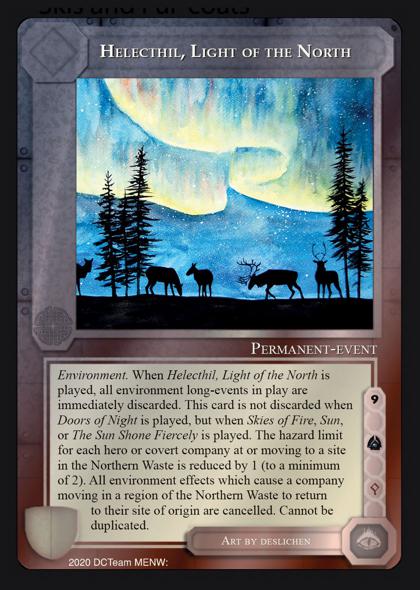 Skis and Fur coats
Helecthil, Light of the North
Permanent-event
Environment. When Helecthil, Light of the North is
played, all environment long-events in play are
immediately discarded. This card is not discarded when
Doors of Night is played, but when Skies of Fire, Sun,
or The Sun Shone Fiercely is played. The hazard limit
for each hero or covert company at or moving to a site
in the Northern Waste is reduced by 1 (to a minimum
of 2). All environment effects which cause a company
moving in a region of the Northern Waste to return
to their site of origin are cancelled. Cannot be
duplicated.
9
Art by deslichen
2020 DCTeam MENW: